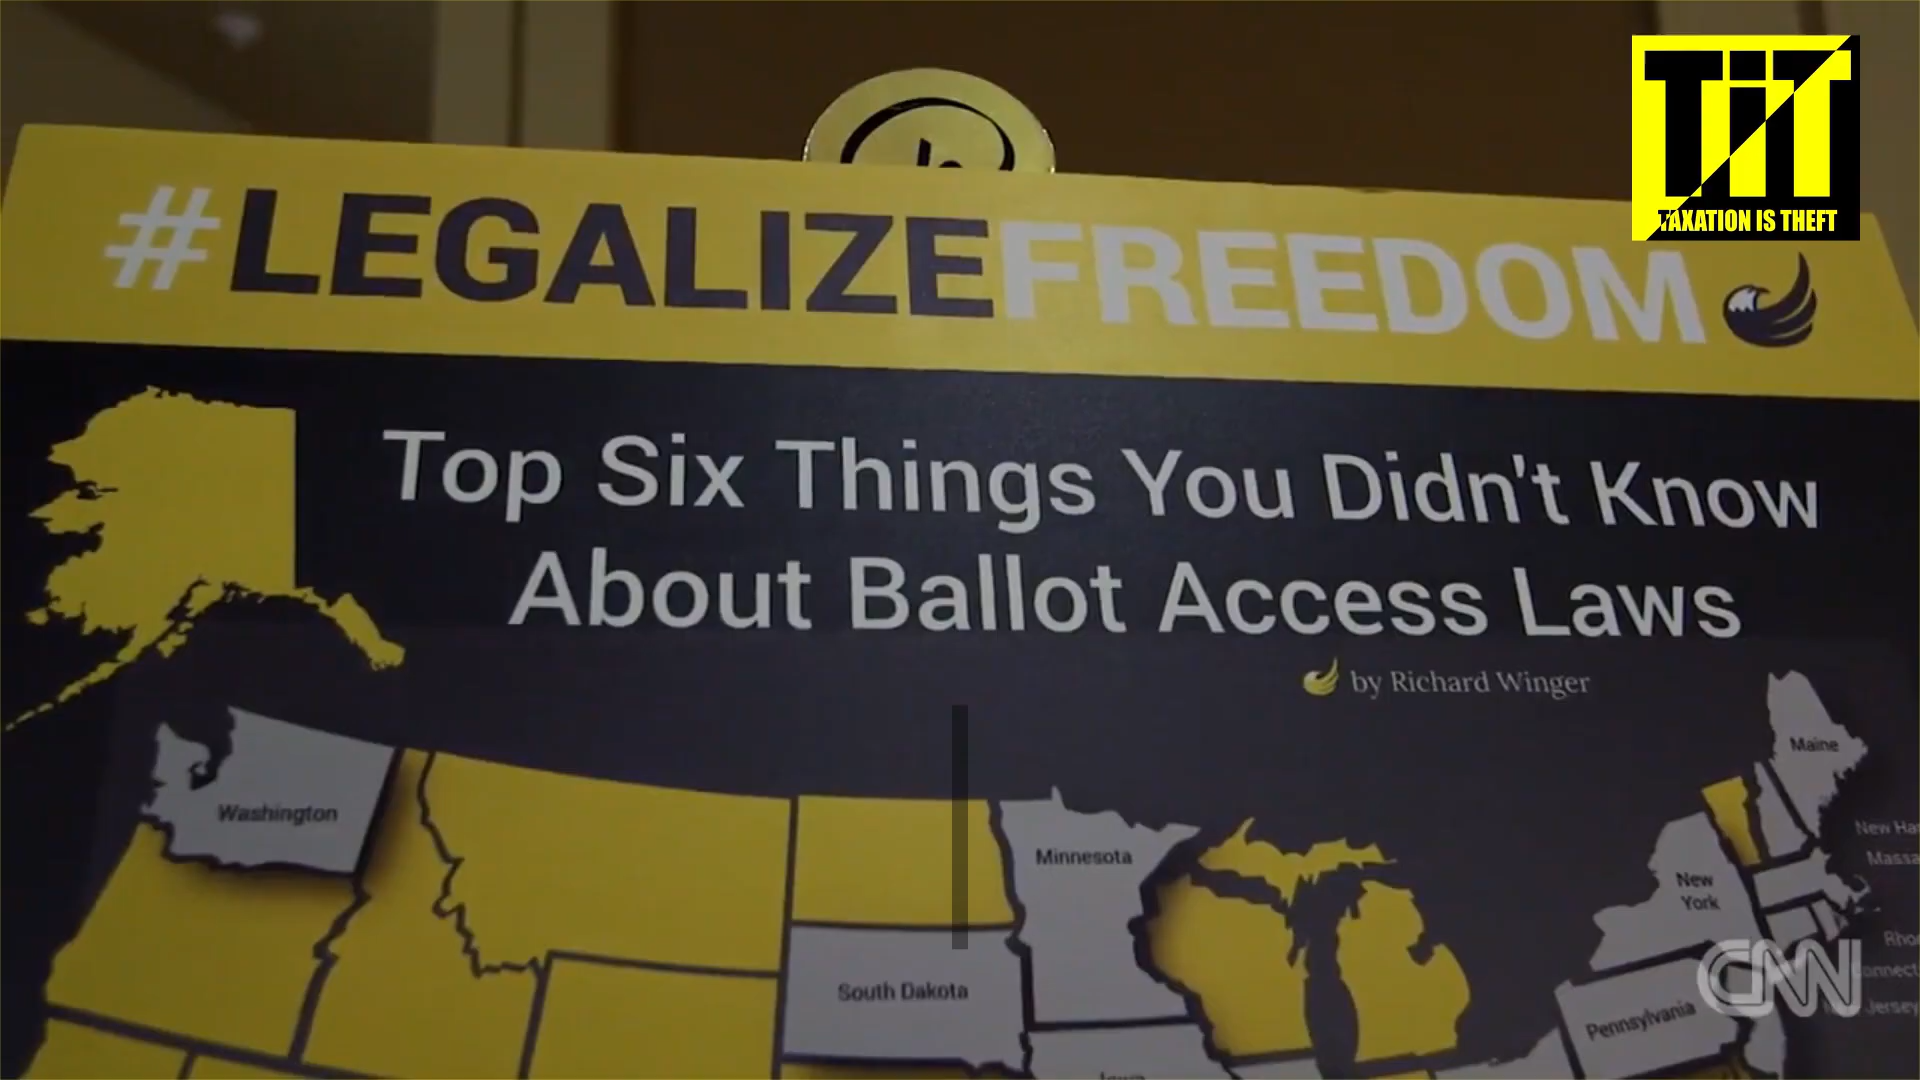 TiT
TAXATION IS THEFT
#LEGALIZEFREEDOM
Top Six Things You Didn't Know
About Ballot Access Laws
by Richard Winger
Maine
Washington
Minnesota
New
York
South Dakota
Pennsylvania
CNN